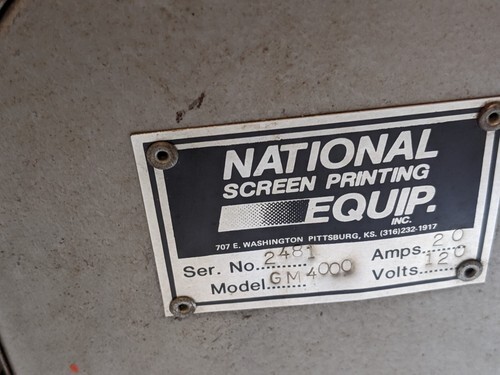 NATIONAL
SCREEN PRINTING
EQUIP.
INC.
707 E. WASHINGTON PITTSBURG, KS. (316)232-1917
Ser. No. 2481 Amps. 20
Model GM4000 Volts. 120